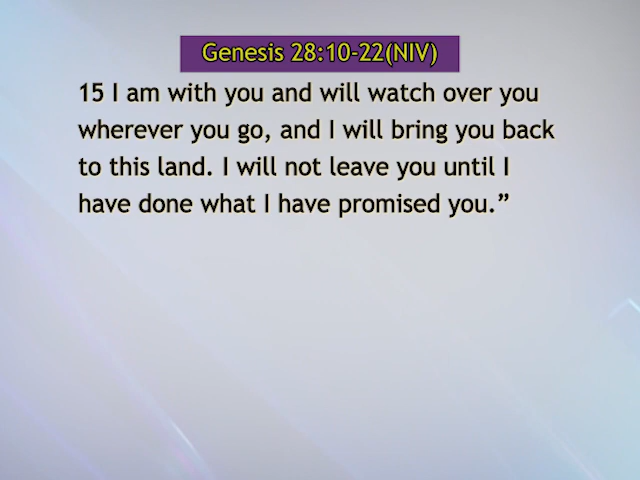 Genesis 28:10-22(NIV)
15 I am with you and will watch over you
wherever you go, and I will bring you back
to this land. I will not leave you until I
have done what I have promised you.”